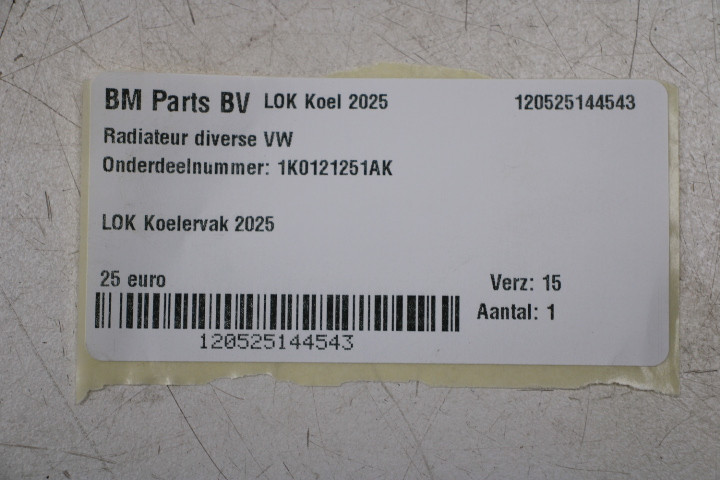 BM Parts BV LOK Koel 2025 120525144543
Radiateur diverse VW
Onderdeelnummer: 1K0121251AK
LOK Koelervak 2025
25 euro Verz: 15
Aantal: 1
120525144543